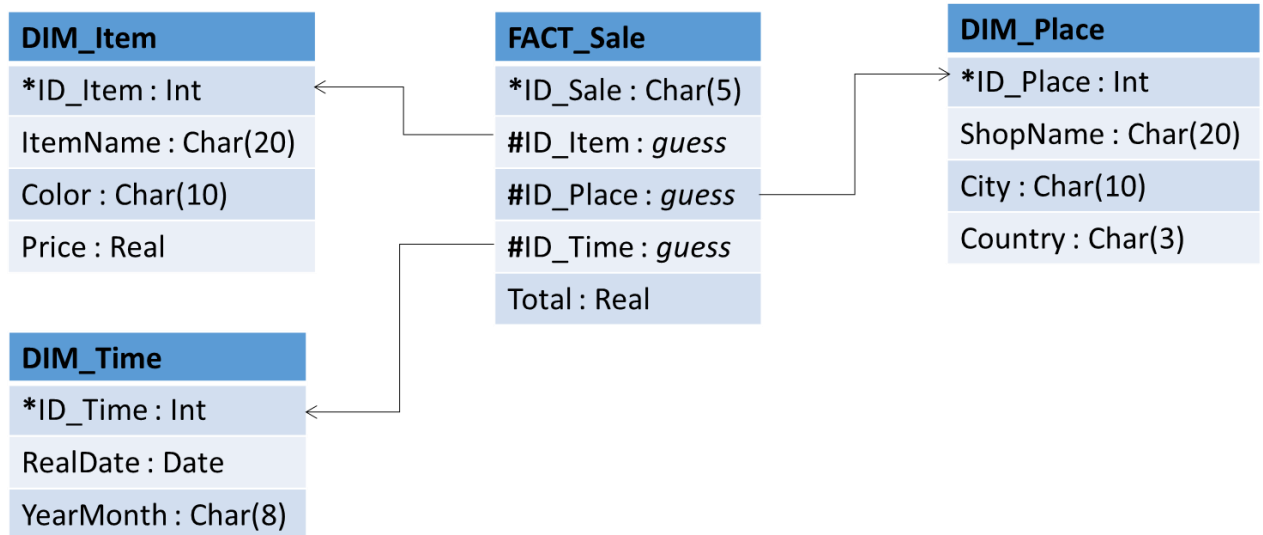 DIM_Item
*ID_Item : Int
ItemName : Char(20)
Color : Char(10)
Price : Real
FACT_Sale
*ID_Sale : Char(5)
#ID_Item : guess
#ID_Place : guess
#ID_Time : guess
Total : Real
DIM_Place
*ID_Place : Int
ShopName : Char(20)
City : Char(10)
Country : Char(3)
DIM_Time
*ID_Time : Int
RealDate : Date
YearMonth : Char(8)